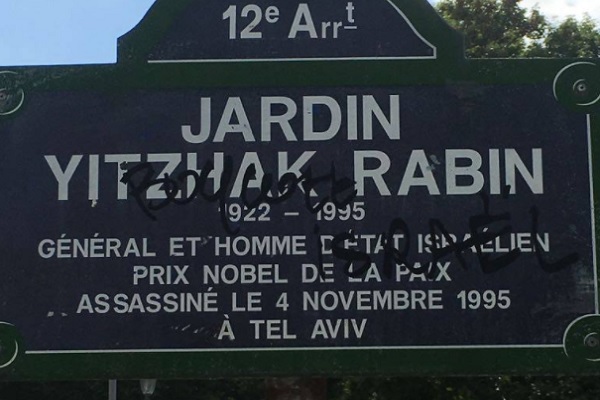 12e Arrt
JARDIN
YITZHAK RABIN
Boycott
1922 – 1995
ISRAËL
GÉNÉRAL ET HOMME D'ÉTAT ISRAÉLIEN
PRIX NOBEL DE LA PAIX
ASSASSINÉ LE 4 NOVEMBRE 1995
À TEL AVIV